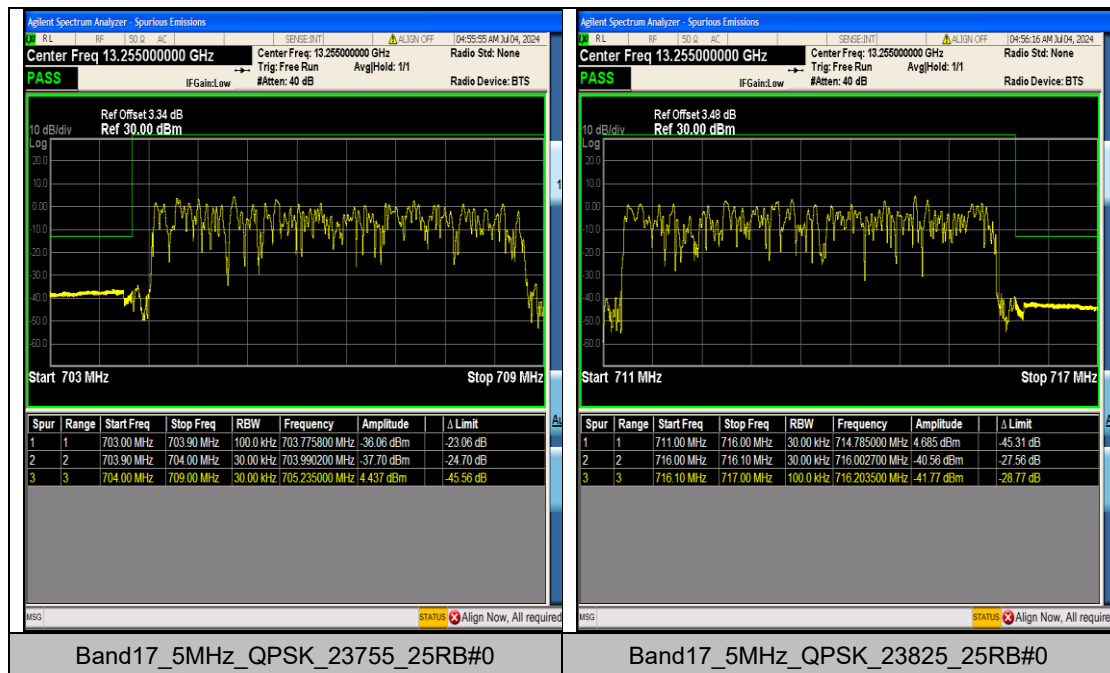 Agilent Spectrum Analyzer - Spurious Emissions
RL RF 50 Ω AC SENSE:INT ALIGN OFF 04:55:55 AM Jul 04, 2024
Center Freq 13.255000000 GHz Center Freq: 13.255000000 GHz Radio Std: None
Trig: Free Run Avg|Hold: 1/1
PASS IFGain:Low #Atten: 40 dB Radio Device: BTS
Ref Offset 3.34 dB
10 dB/div Ref 30.00 dBm
Log
20.0
10.0
0.00
-10.0
-20.0
-30.0
-40.0
-50.0
-60.0
Start 703 MHz Stop 709 MHz
Spur Range Start Freq Stop Freq RBW Frequency Amplitude Δ Limit
1 1 703.00 MHz 703.90 MHz 100.0 kHz 703.775800 MHz -36.06 dBm -23.06 dB
2 2 703.90 MHz 704.00 MHz 30.00 kHz 703.990200 MHz -37.70 dBm -24.70 dB
3 3 704.00 MHz 709.00 MHz 30.00 kHz 705.235000 MHz 4.437 dBm -45.56 dB
MSG STATUS Align Now, All required
Band17_5MHz_QPSK_23755_25RB#0
Agilent Spectrum Analyzer - Spurious Emissions
RL RF 50 Ω AC SENSE:INT ALIGN OFF 04:56:16 AM Jul 04, 2024
Center Freq 13.255000000 GHz Center Freq: 13.255000000 GHz Radio Std: None
Trig: Free Run Avg|Hold: 1/1
PASS IFGain:Low #Atten: 40 dB Radio Device: BTS
Ref Offset 3.48 dB
10 dB/div Ref 30.00 dBm
Log
20.0
10.0
0.00
-10.0
-20.0
-30.0
-40.0
-50.0
-60.0
Start 711 MHz Stop 717 MHz
Spur Range Start Freq Stop Freq RBW Frequency Amplitude Δ Limit
1 1 711.00 MHz 716.00 MHz 30.00 kHz 714.785000 MHz 4.685 dBm -45.31 dB
2 2 716.00 MHz 716.10 MHz 30.00 kHz 716.002700 MHz -40.56 dBm -27.56 dB
3 3 716.10 MHz 717.00 MHz 100.0 kHz 716.203500 MHz -41.77 dBm -28.77 dB
MSG STATUS Align Now, All require
Band17_5MHz_QPSK_23825_25RB#0